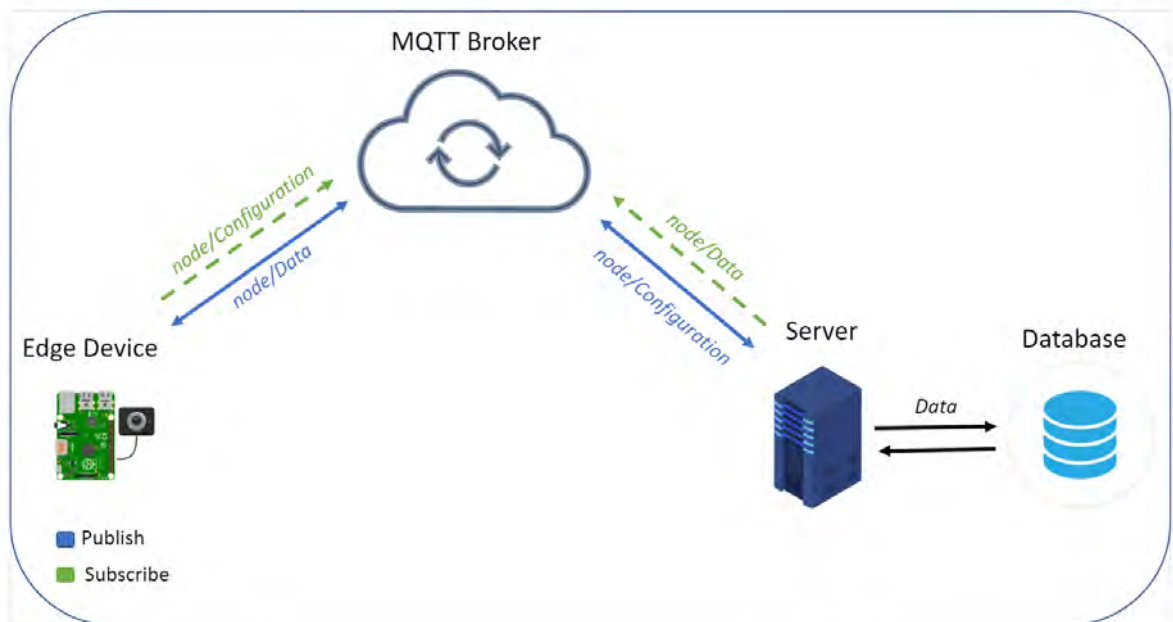 MQTT Broker
node/Configuration
node/Data
node/Data
node/Configuration
Edge Device
Server
Database
Data
Publish
Subscribe